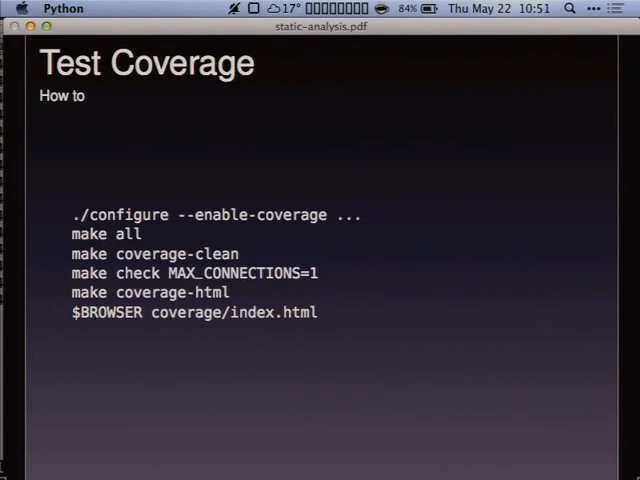 Python 17° 84% Thu May 22 10:51
static-analysis.pdf
Test Coverage
How to
./configure --enable-coverage ...
make all
make coverage-clean
make check MAX_CONNECTIONS=1
make coverage-html
$BROWSER coverage/index.html